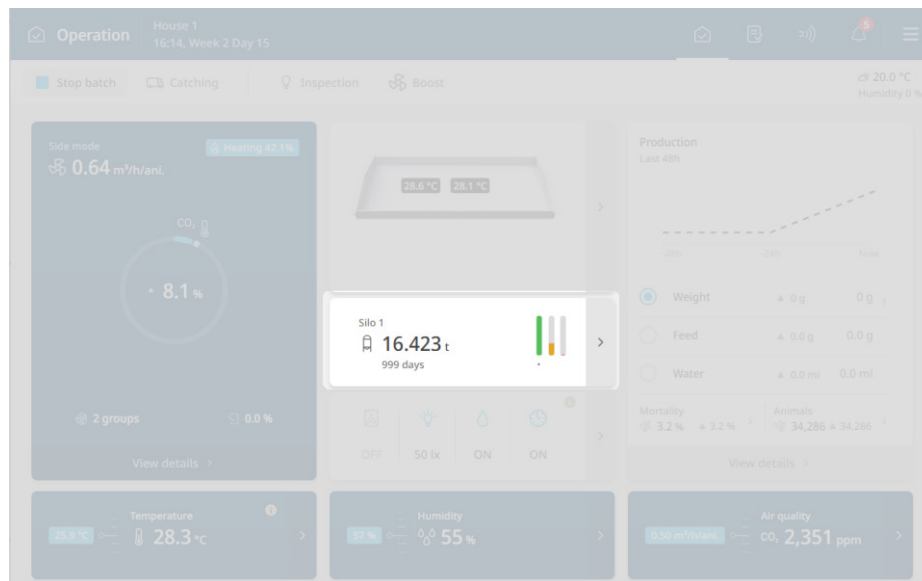 Operation
House 1
16:14, Week 2 Day 15
5
Stop batch
Catching
Inspection
Boost
20.0 °C
Humidity 0 %
Side mode
Heating 42.1%
0.64 m³/h/ani.
CO₂
8.1 %
2 groups
0.0 %
View details
28.6 °C 28.1 °C
Silo 1
16.423 t
999 days
OFF
50 lx
ON
ON
Production
Last 48h
-48h
-24h
Now
Weight
0 g
0 g
Feed
0.0 g
0.0 g
Water
0.0 ml
0.0 ml
Mortality
3.2 %
3.2 %
Animals
34,286
34,286
View details
Temperature
25.9 °C
28.3 °C
Humidity
37 %
55 %
Air quality
0.50 m³/h/ani.
CO₂ 2,351 ppm